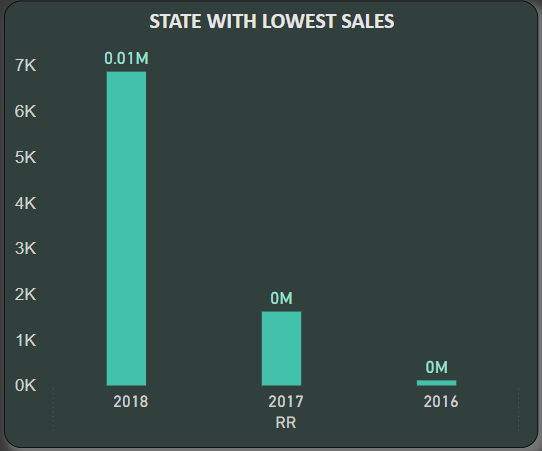 STATE WITH LOWEST SALES
7K
6K
5K
4K
3K
2K
1K
0K
0.01M
0M
0M
2018 2017 2016
RR